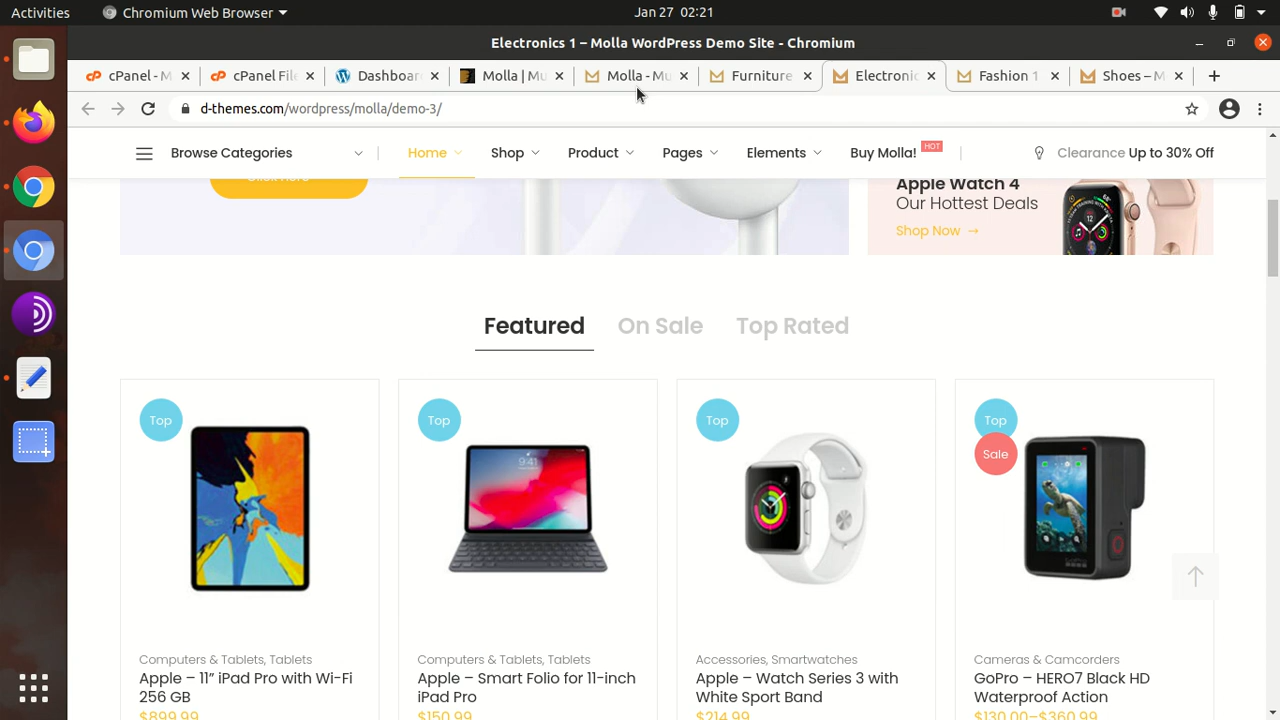 Activities
Chromium Web Browser
Jan 27 02:21
Electronics 1 – Molla WordPress Demo Site - Chromium
cPanel - M
cPanel File
Dashboar
Molla | Mu
Molla - Mu
Furniture
Electronic
Fashion 1
Shoes – M
d-themes.com/wordpress/molla/demo-3/
Browse Categories
Home
Shop
Product
Pages
Elements
Buy Molla!
HOT
Clearance Up to 30% Off
Apple Watch 4
Our Hottest Deals
Shop Now →
12
Featured
On Sale
Top Rated
Top
Top
9:41
Top
Top
Sale
Computers & Tablets, Tablets
Apple – 11” iPad Pro with Wi-Fi
256 GB
$899.99
Computers & Tablets, Tablets
Apple – Smart Folio for 11-inch
iPad Pro
$150.99
Accessories, Smartwatches
Apple – Watch Series 3 with
White Sport Band
$214.99
Cameras & Camcorders
GoPro – HERO7 Black HD
Waterproof Action
$130.00–$360.99